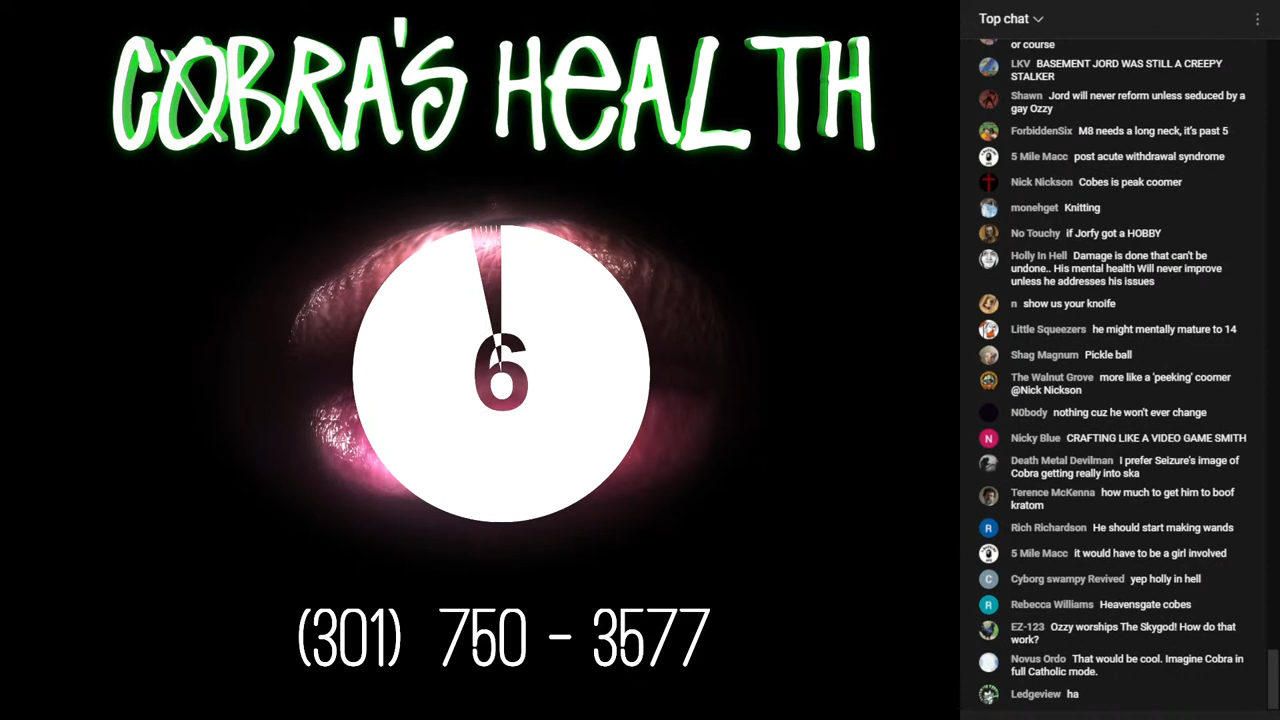 COBRA'S HEALTH
6
(301) 750 - 3577
Top chat
or course
LKV BASEMENT JORD WAS STILL A CREEPY
STALKER
Shawn Jord will never reform unless seduced by a
gay Ozzy
ForbiddenSix M8 needs a long neck, it's past 5
5 Mile Macc post acute withdrawal syndrome
Nick Nickson Cobes is peak coomer
monehget Knitting
No Touchy if Jorfy got a HOBBY
Holly In Hell Damage is done that can't be
undone.. His mental health Will never improve
unless he addresses his issues
n show us your knoife
Little Squeezers he might mentally mature to 14
Shag Magnum Pickle ball
The Walnut Grove more like a 'peeking' coomer
@Nick Nickson
N0body nothing cuz he won't ever change
N Nicky Blue CRAFTING LIKE A VIDEO GAME SMITH
Death Metal Devilman I prefer Seizure's image of
Cobra getting really into ska
Terence McKenna how much to get him to boof
kratom
R Rich Richardson He should start making wands
5 Mile Macc it would have to be a girl involved
C Cyborg swampy Revived yep holly in hell
R Rebecca Williams Heavensgate cobes
EZ-123 Ozzy worships The Skygod! How do that
work?
Novus Ordo That would be cool. Imagine Cobra in
full Catholic mode.
Ledgeview ha